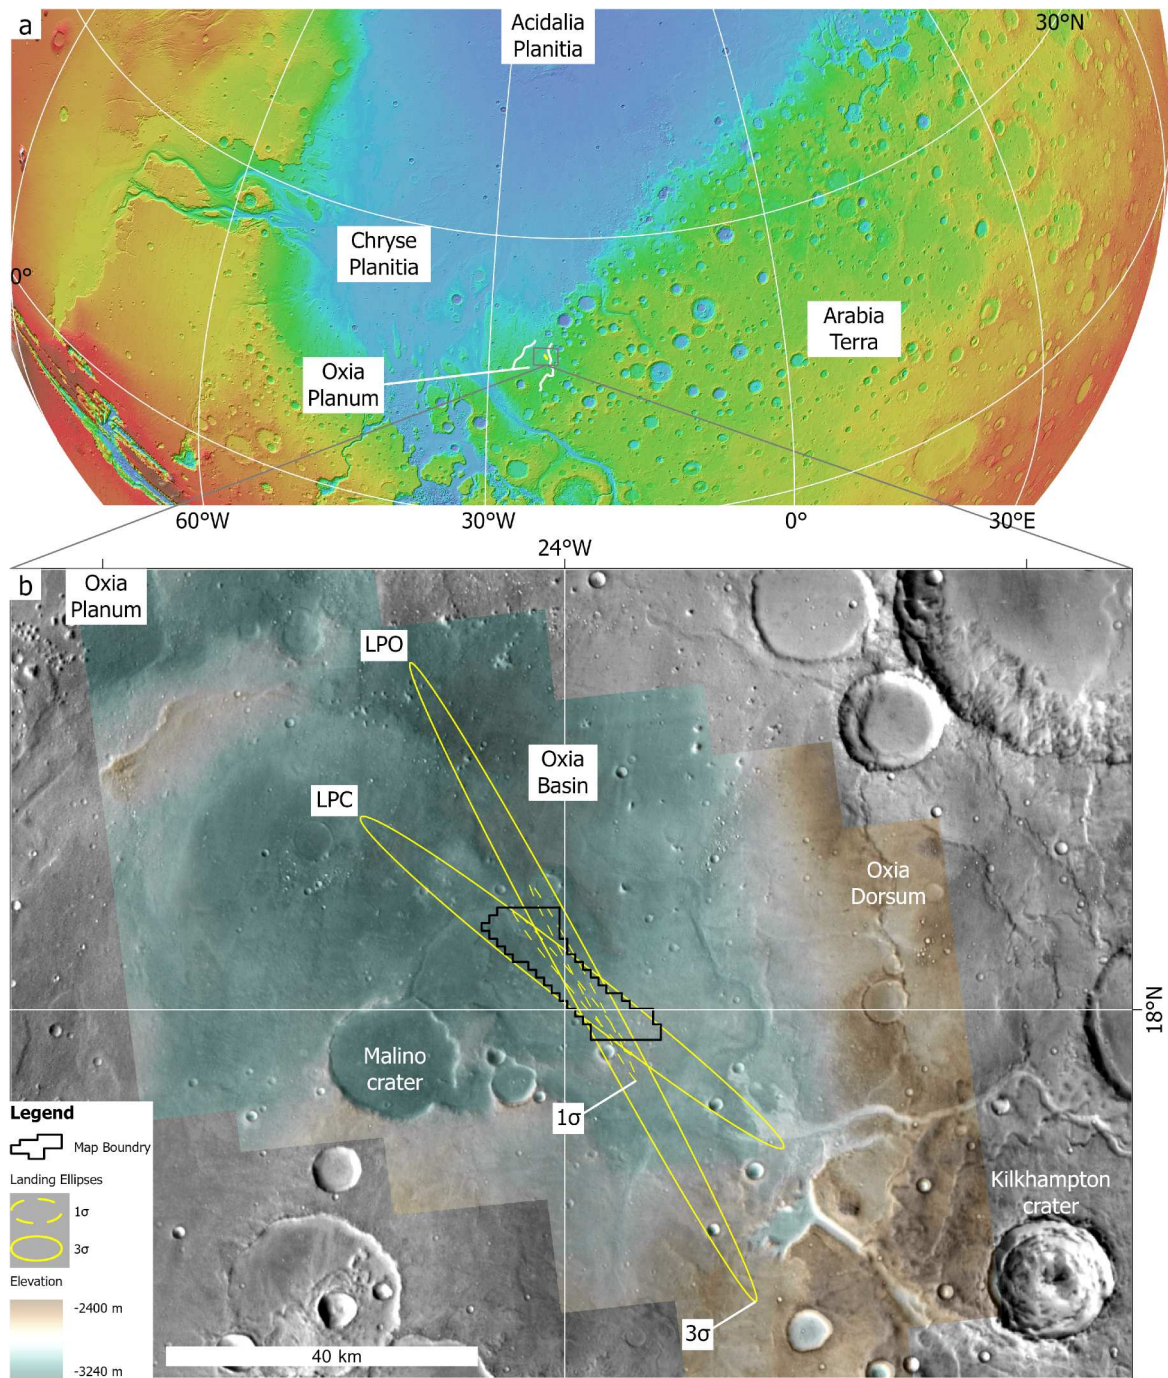 a
Acidalia
Planitia
30°N
Chryse
Planitia
0°
Arabia
Terra
Oxia
Planum
60°W
30°W
0°
30°E
24°W
b
Oxia
Planum
LPO
Oxia
Basin
LPC
Oxia
Dorsum
18°N
Malino
crater
1σ
Kilkhampton
crater
3σ
Legend
Map Boundry
Landing Ellipses
1σ
3σ
Elevation
-2400 m
-3240 m
40 km